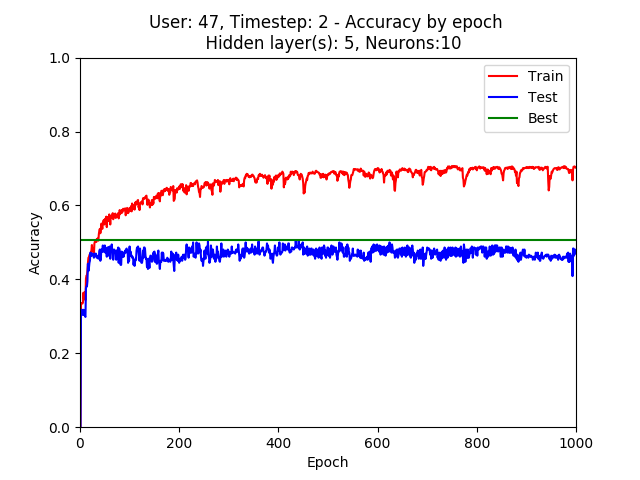 User: 47, Timestep: 2 - Accuracy by epoch
Hidden layer(s): 5, Neurons:10
1.0
0.8
0.6
0.4
0.2
0.0
Accuracy
Train
Test
Best
0 200 400 600 800 1000
Epoch